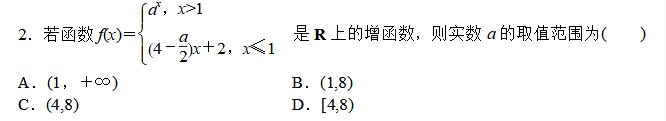 2. 若函数 f(x)={aˣ, x>1
(4-a/2)x+2, x≤1 是 R 上的增函数,则实数 a 的取值范围为(  )
A. (1, +∞) B. (1,8)
C. (4,8) D. [4,8)